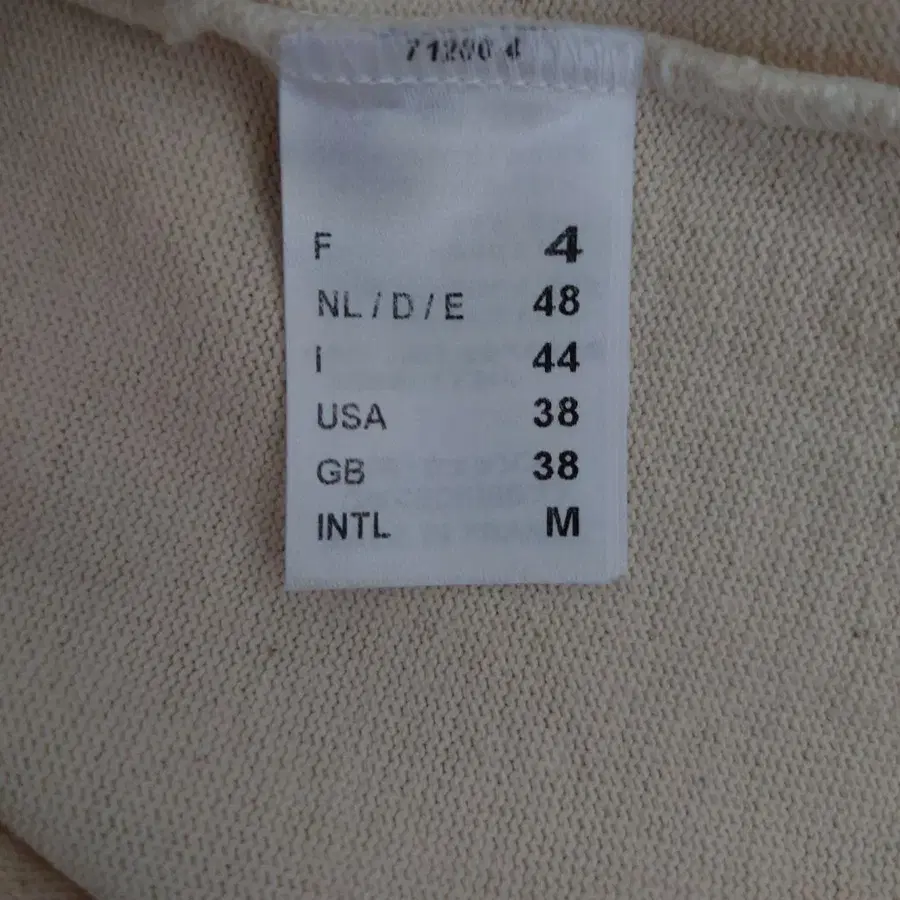 F 4
NL / D / E 48
I 44
USA 38
GB 38
INTL M